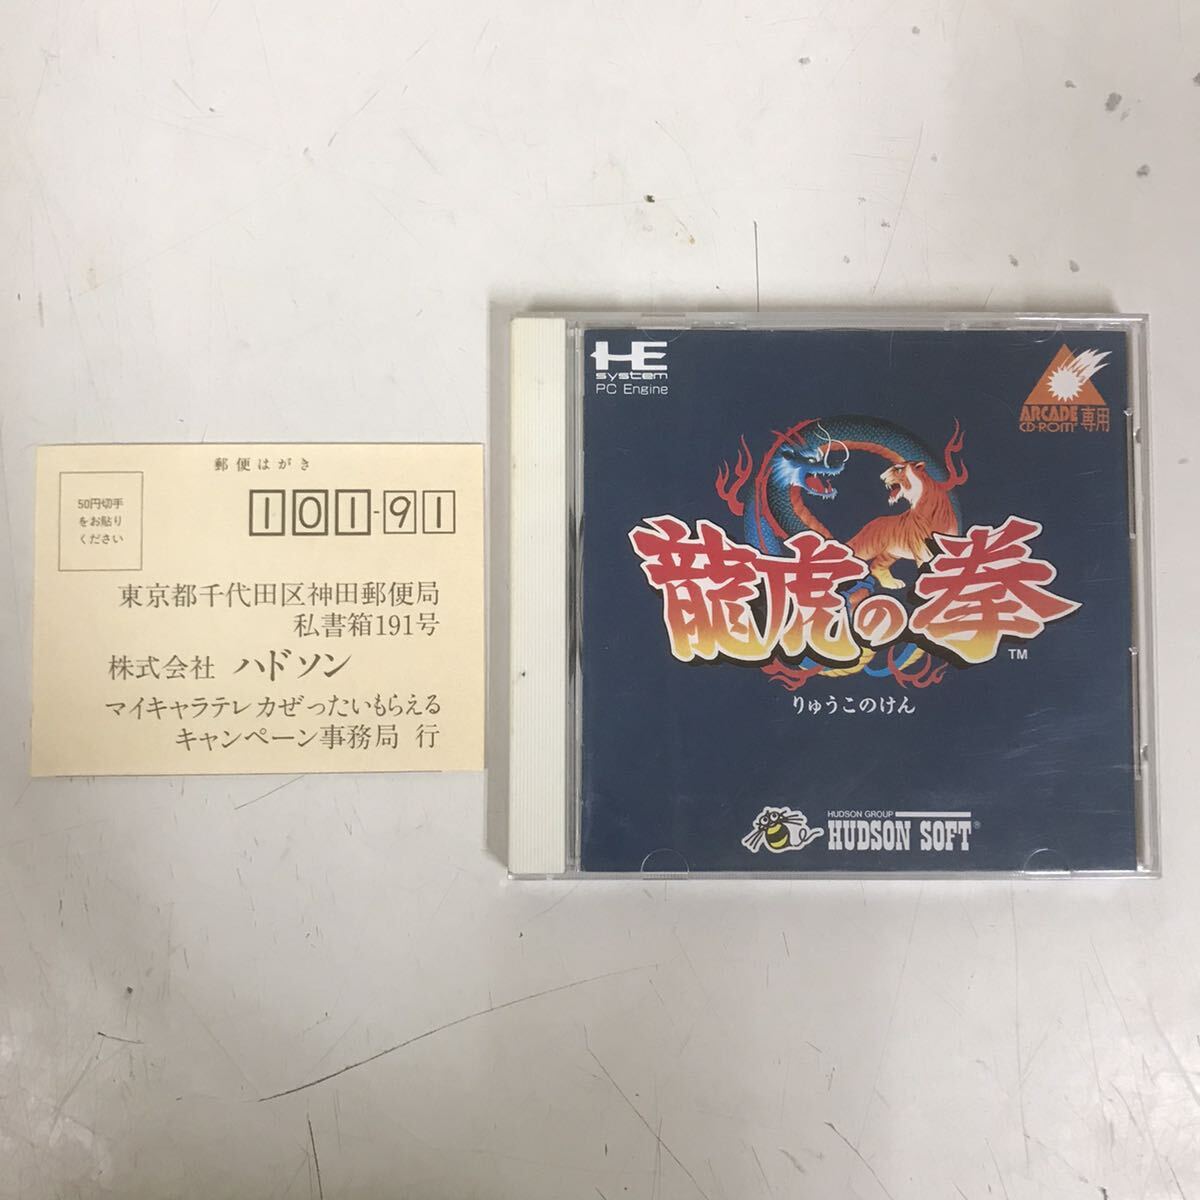 郵便はがき
50円切手
をお貼り
ください
101-91
東京都千代田区神田郵便局
私書箱191号
株式会社 ハドソン
マイキャラテレカぜったいもらえる
キャンペーン事務局 行
HE
system
PC Engine
ARCADE
CD-ROM²
専用
龍虎の拳
TM
りゅうこのけん
HUDSON GROUP
HUDSON SOFT®